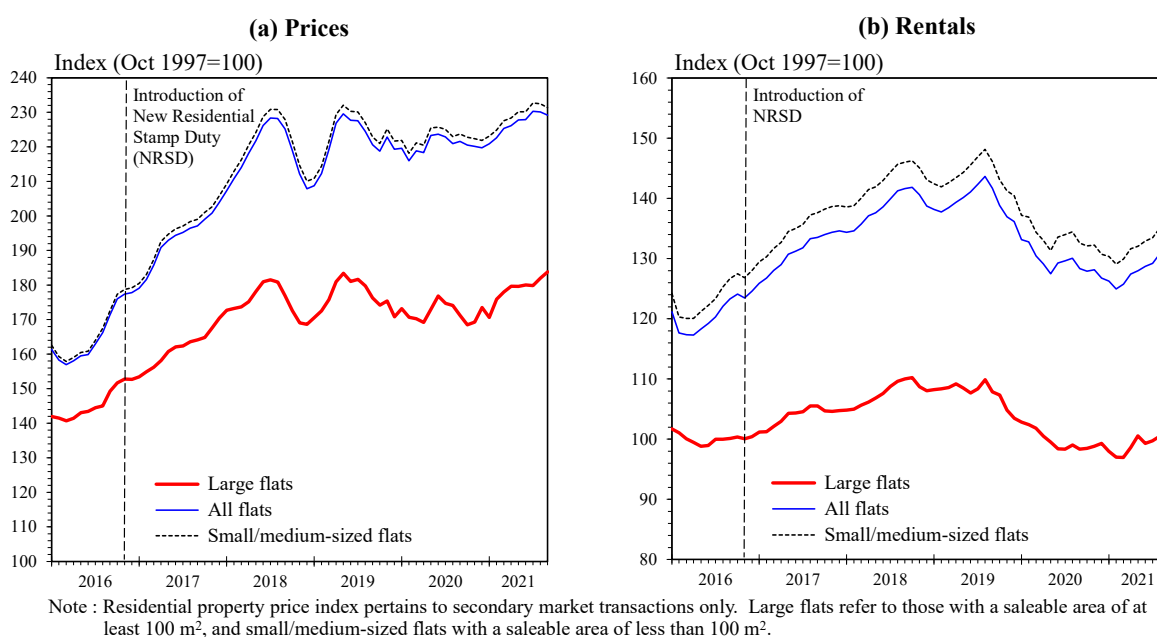 (a) Prices
Index (Oct 1997=100)
240
230
220
210
200
190
180
170
160
150
140
130
120
110
100
Introduction of
New Residential
Stamp Duty
(NRSD)
Large flats
All flats
Small/medium-sized flats
2016 2017 2018 2019 2020 2021
(b) Rentals
Index (Oct 1997=100)
160
150
140
130
120
110
100
90
80
Introduction of
NRSD
Large flats
All flats
Small/medium-sized flats
2016 2017 2018 2019 2020 2021
Note : Residential property price index pertains to secondary market transactions only. Large flats refer to those with a saleable area of at
least 100 m², and small/medium-sized flats with a saleable area of less than 100 m².